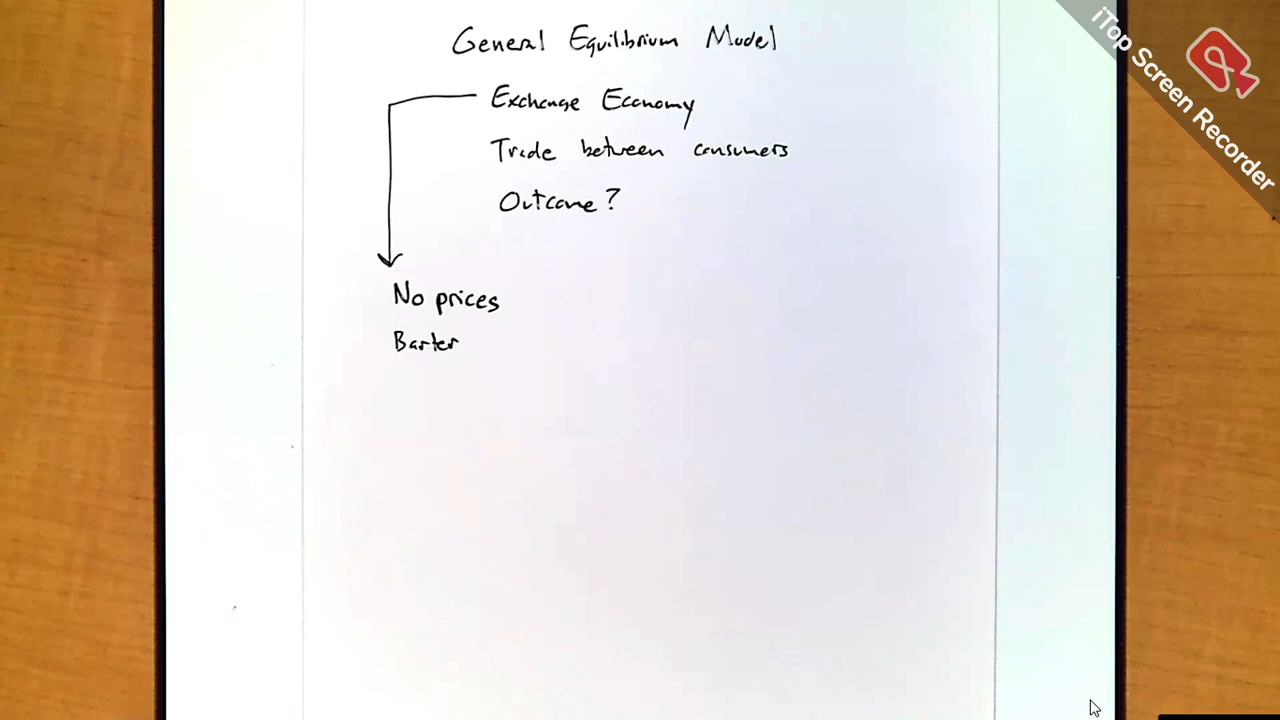 General Equilibrium Model
Exchange Economy
Trade between consumers
Outcome?
No prices
Barter
iTop Screen Recorder